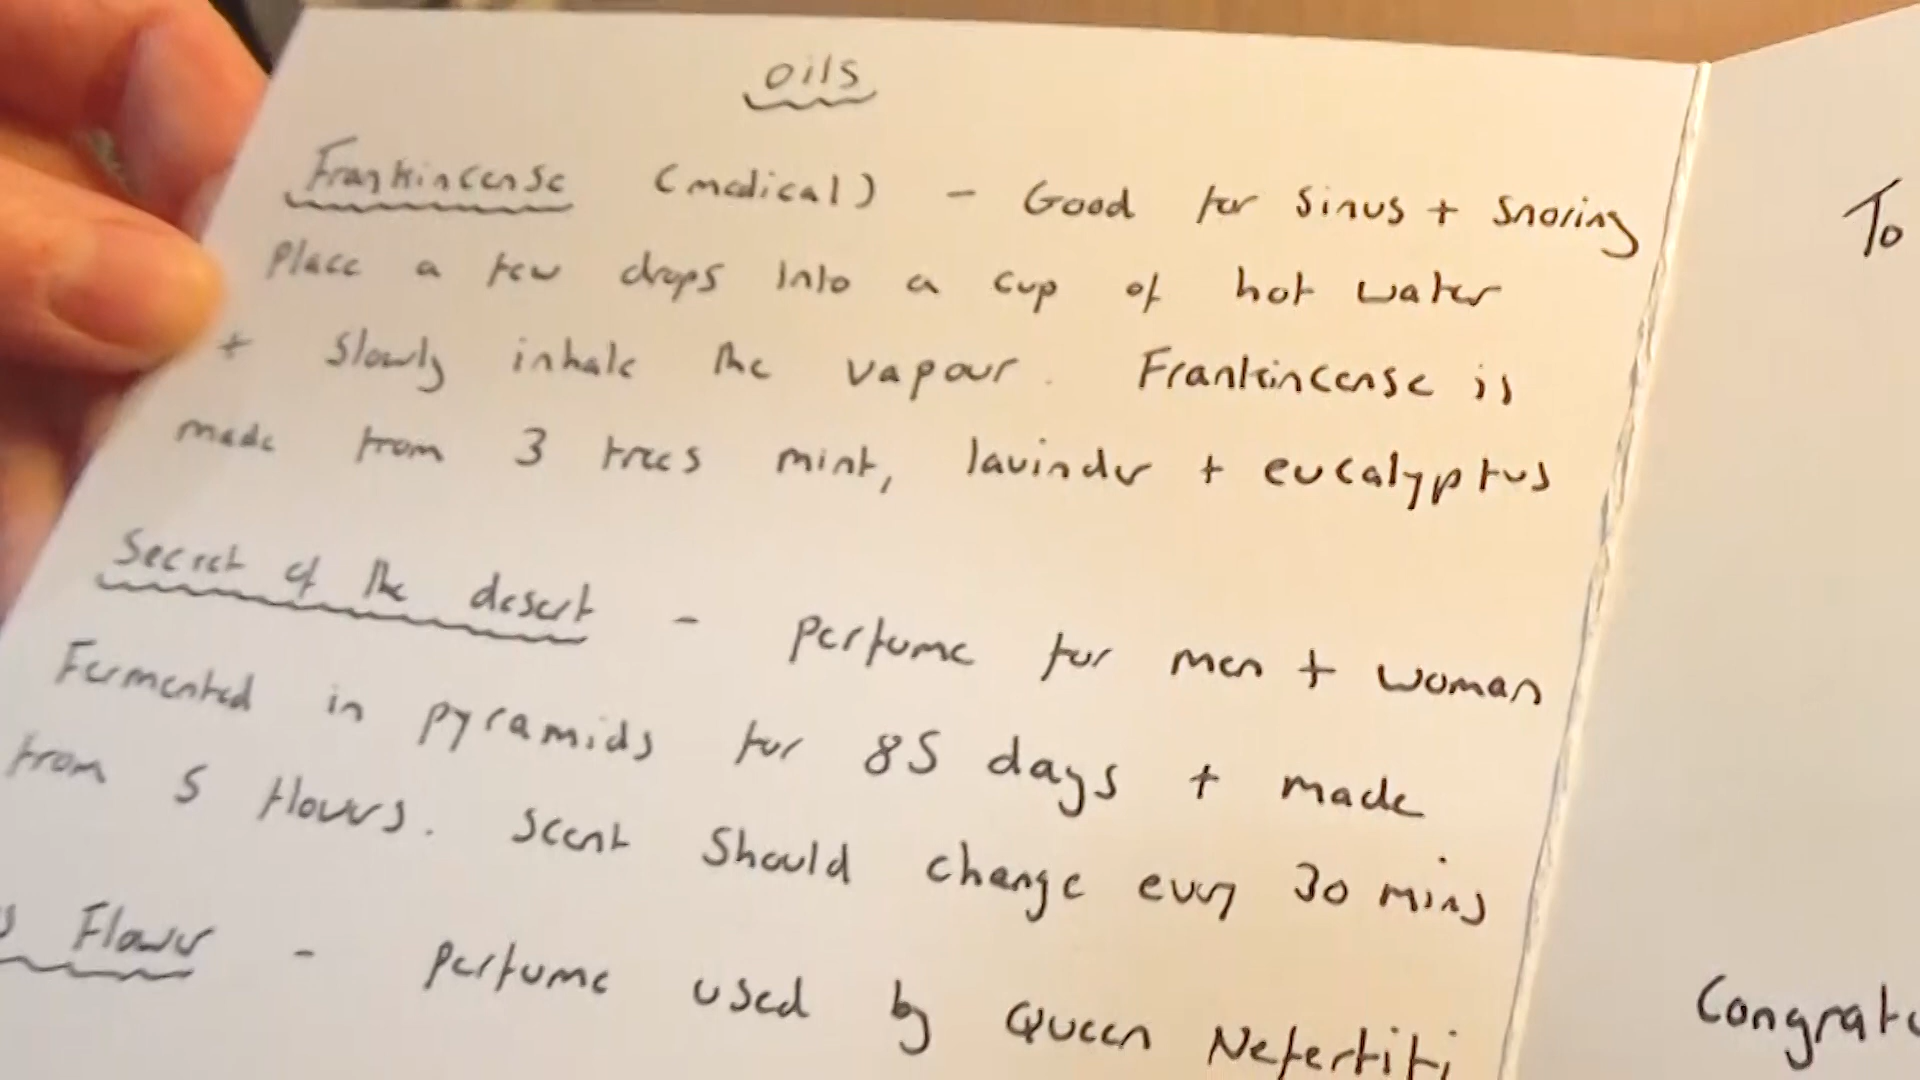 oils
Frankincense (medical) - Good for Sinus + Snoring
Place a few drops into a cup of hot water
+ slowly inhale the vapour. Frankincense is
made from 3 trees mint, lavinder + eucalyptus
Secret of the desert - perfume for men + woman
Fermented in pyramids for 85 days + made
from 5 flowers. Scent should change every 30 mins
Flower - perfume used by Queen Nefertiti
To